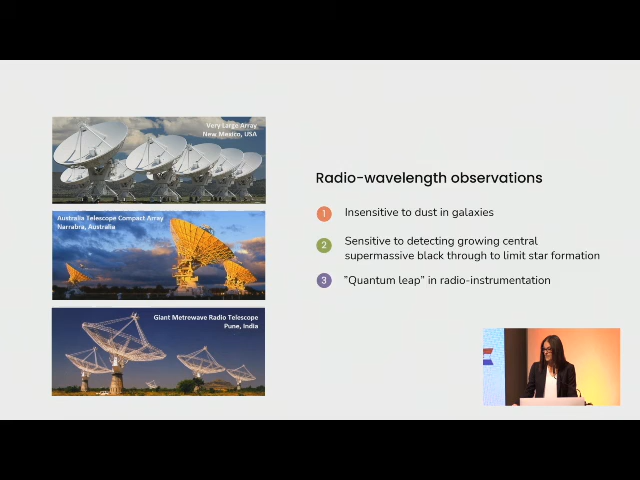 Very Large Array
New Mexico, USA
Australia Telescope Compact Array
Narrabra, Australia
Giant Metrewave Radio Telescope
Pune, India
Radio-wavelength observations
1 Insensitive to dust in galaxies
2 Sensitive to detecting growing central
supermassive black through to limit star formation
3 "Quantum leap" in radio-instrumentation